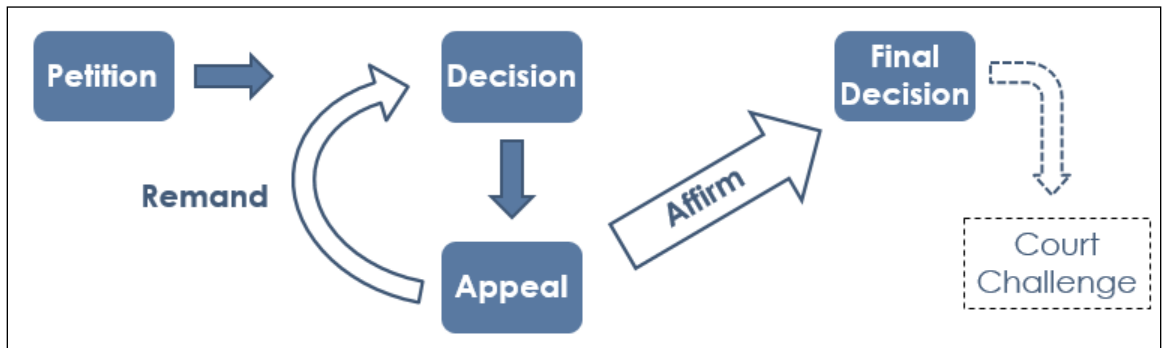 Petition
Decision
Final
Decision
Remand
Affirm
Appeal
Court
Challenge